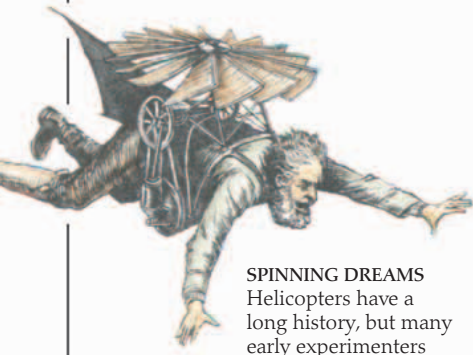 SPINNING DREAMS
Helicopters have a
long history, but many
early experimenters